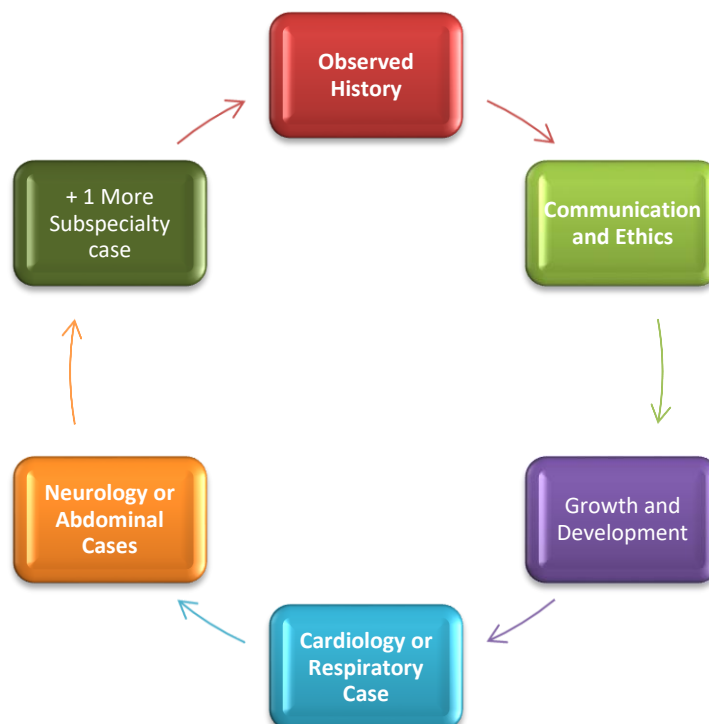 Observed
History
Communication
and Ethics
Growth and
Development
Cardiology or
Respiratory
Case
Neurology or
Abdominal
Cases
+ 1 More
Subspecialty
case